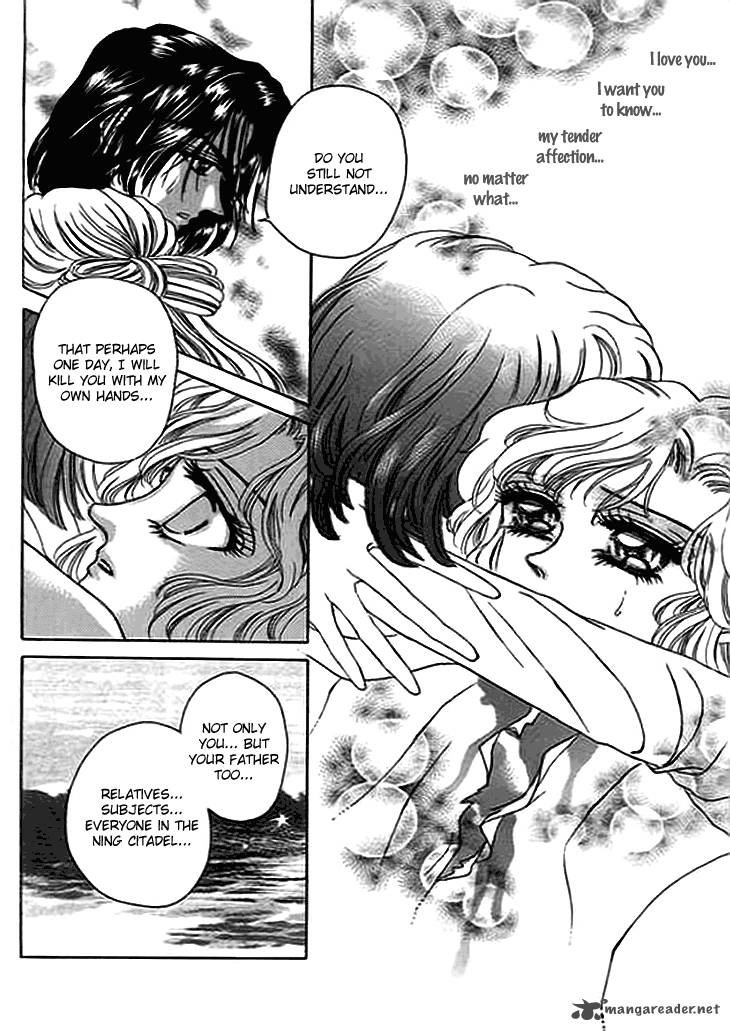 I love you...
I want you
to know...
my tender
affection...
no matter
what...
DO YOU
STILL NOT
UNDERSTAND...
THAT PERHAPS
ONE DAY, I WILL
KILL YOU WITH MY
OWN HANDS...
NOT ONLY
YOU... BUT
YOUR FATHER
TOO...
RELATIVES...
SUBJECTS...
EVERYONE IN THE
NING CITADEL...
mangareader.net